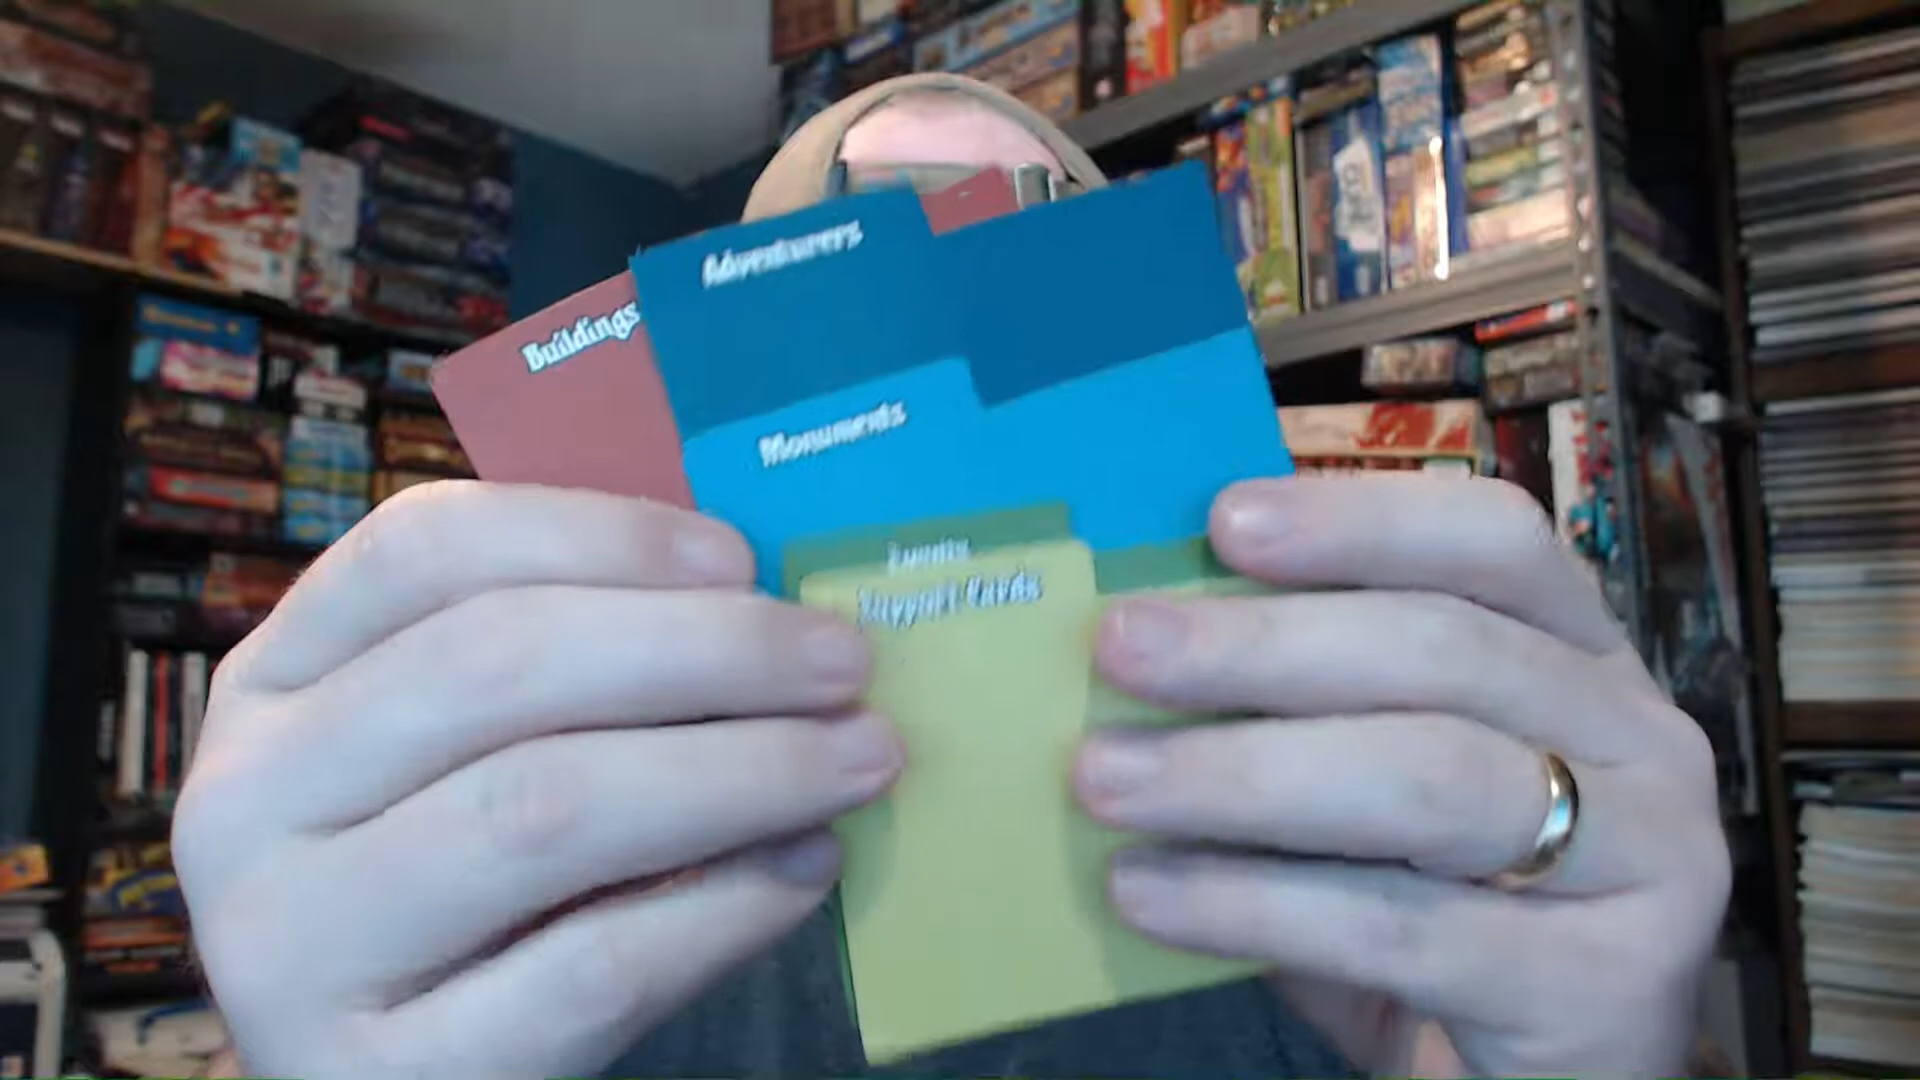 Adventurers
Buildings
Monuments
Events
Support Cards